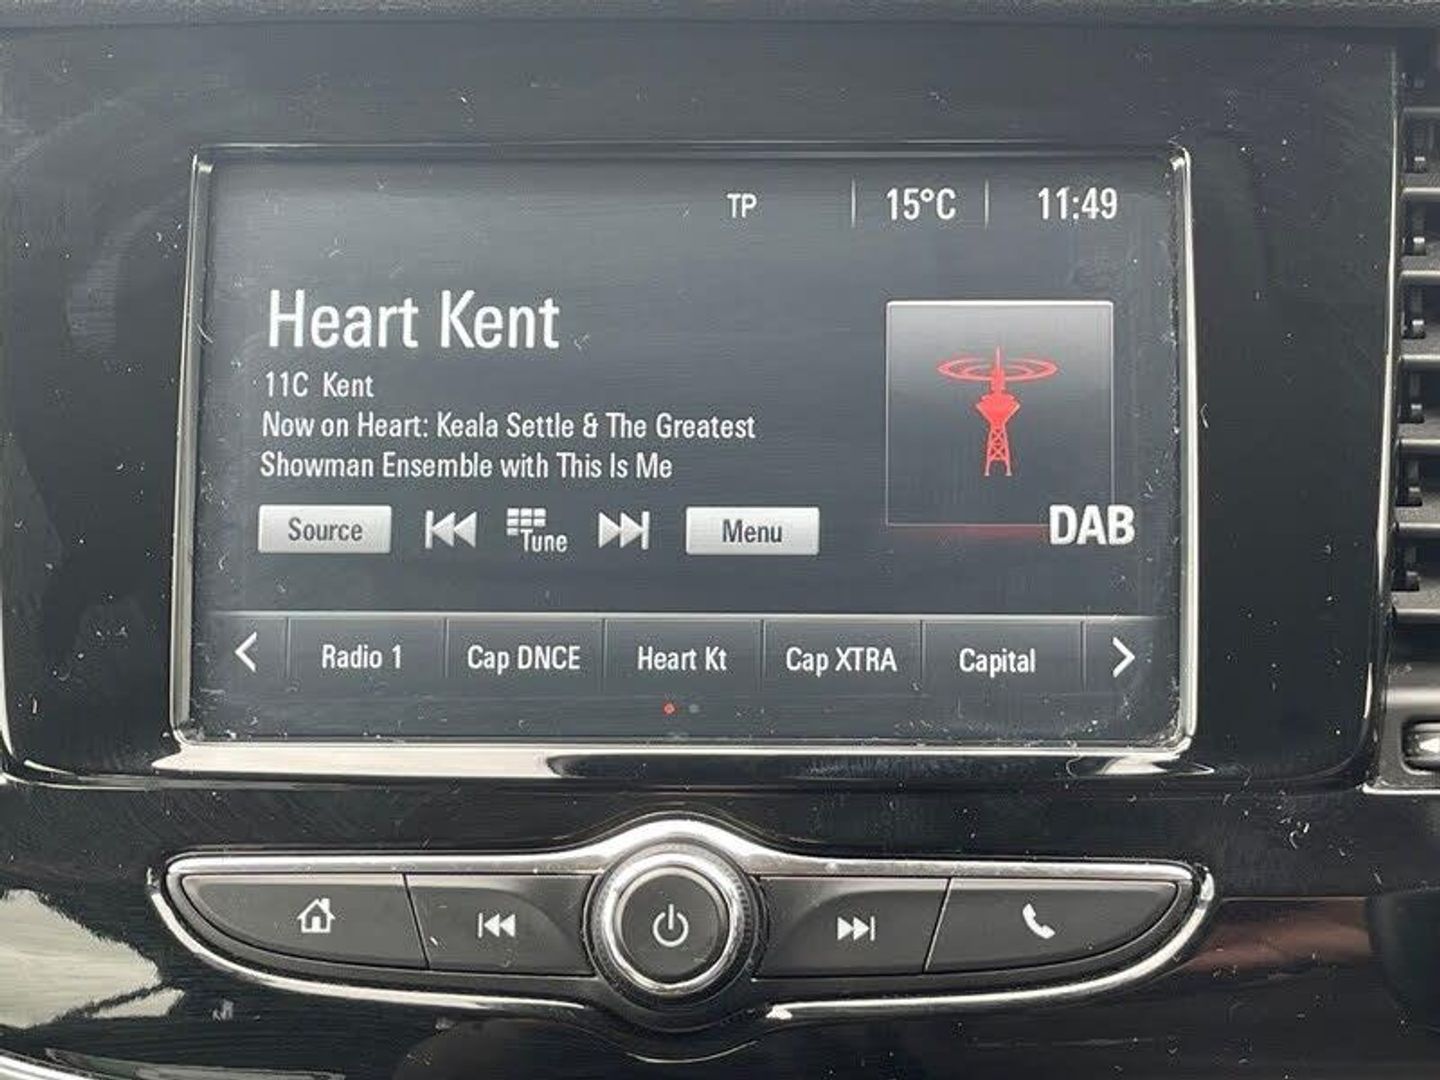 TP 15°C 11:49
Heart Kent
11C Kent
Now on Heart: Keala Settle & The Greatest
Showman Ensemble with This Is Me
Source Tune Menu
DAB
Radio 1 Cap DNCE Heart Kt Cap XTRA Capital